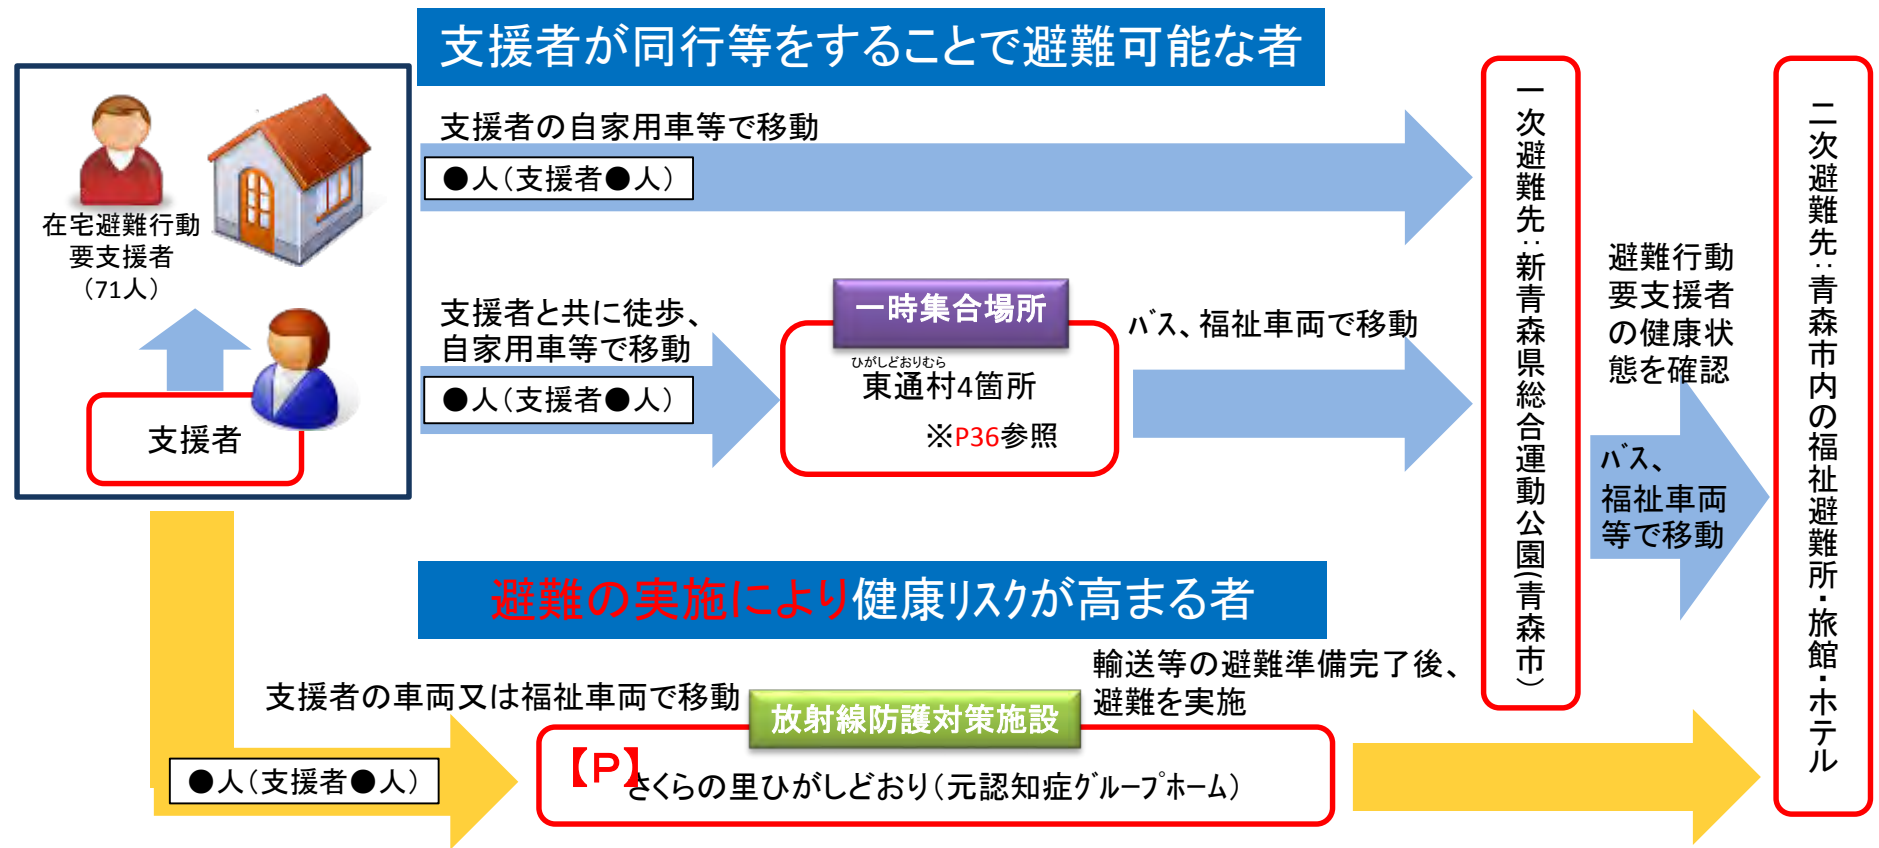 支援者が同行等をすることで避難可能な者
在宅避難行動
要支援者
（71人）
支援者
支援者の自家用車等で移動
●人（支援者●人）
支援者と共に徒歩、
自家用車等で移動
●人（支援者●人）
一時集合場所
ひがしどおりむら
東通村4箇所
※P36参照
バス、福祉車両で移動
一次避難先：新青森県総合運動公園（青森市）
避難行動
要支援者
の健康状
態を確認
バス、
福祉車両
等で移動
二次避難先：青森市内の福祉避難所・旅館・ホテル
避難の実施により健康リスクが高まる者
支援者の車両又は福祉車両で移動
●人（支援者●人）
放射線防護対策施設
【P】
さくらの里ひがしどおり（元認知症グループホーム）
輸送等の避難準備完了後、
避難を実施